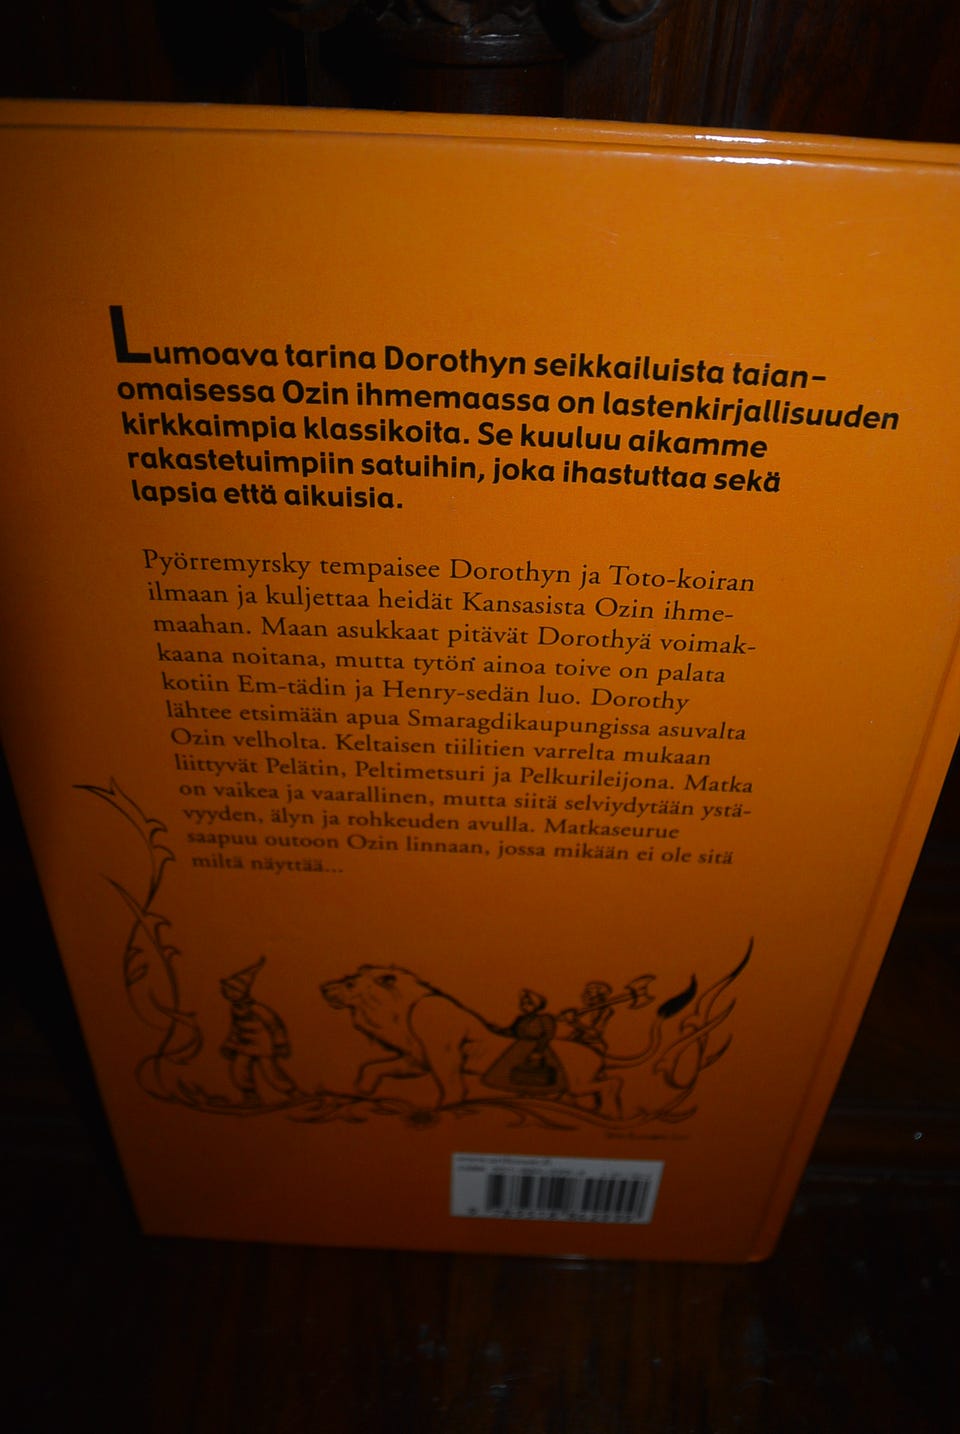 Lumoava tarina Dorothyn seikkailuista taian-
omaisessa Ozin ihmemaassa on lastenkirjallisuuden
kirkkaimpia klassikoita. Se kuuluu aikamme
rakastetuimpiin satuihin, joka ihastuttaa sekä
lapsia että aikuisia.
Pyörremyrsky tempaisee Dorothyn ja Toto-koiran
ilmaan ja kuljettaa heidät Kansasista Ozin ihme-
maahan. Maan asukkaat pitävät Dorothyä voimak-
kaana noitana, mutta tytön ainoa toive on palata
kotiin Em-tädin ja Henry-sedän luo. Dorothy
lähtee etsimään apua Smaragdikaupungissa asuvalta
Ozin velholta. Keltaisen tiilitien varrelta mukaan
liittyvät Pelätin, Peltimetsuri ja Pelkurileijona. Matka
on vaikea ja vaarallinen, mutta siitä selviydytään ystä-
vyyden, älyn ja rohkeuden avulla. Matkaseurue
saapuu outoon Ozin linnaan, jossa mikään ei ole sitä
miltä näyttää...